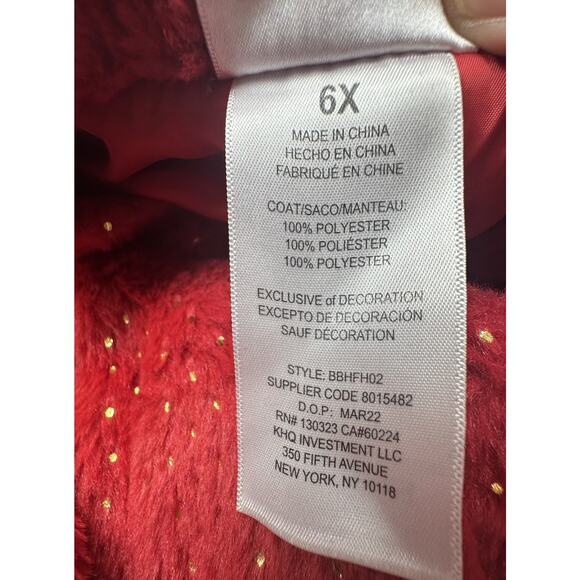 6X
MADE IN CHINA
HECHO EN CHINA
FABRIQUÉ EN CHINE
COAT/SACO/MANTEAU:
100% POLYESTER
100% POLIÉSTER
100% POLYESTER
EXCLUSIVE of DECORATION
EXCEPTO DE DECORACIÓN
SAUF DÉCORATION
STYLE: BBHFH02
SUPPLIER CODE 8015482
D.O.P: MAR22
RN# 130323 CA#60224
KHQ INVESTMENT LLC
350 FIFTH AVENUE
NEW YORK, NY 10118